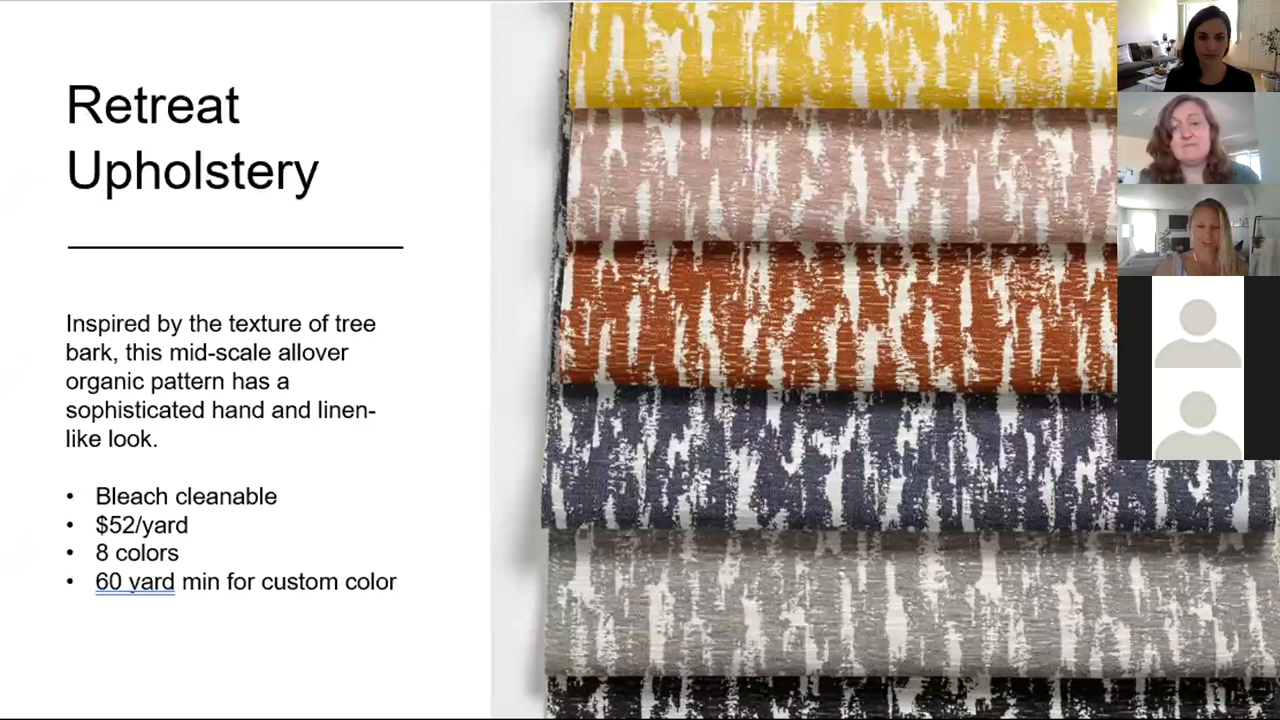 Retreat
Upholstery
Inspired by the texture of tree
bark, this mid-scale allover
organic pattern has a
sophisticated hand and linen-
like look.
• Bleach cleanable
• $52/yard
• 8 colors
• 60 yard min for custom color